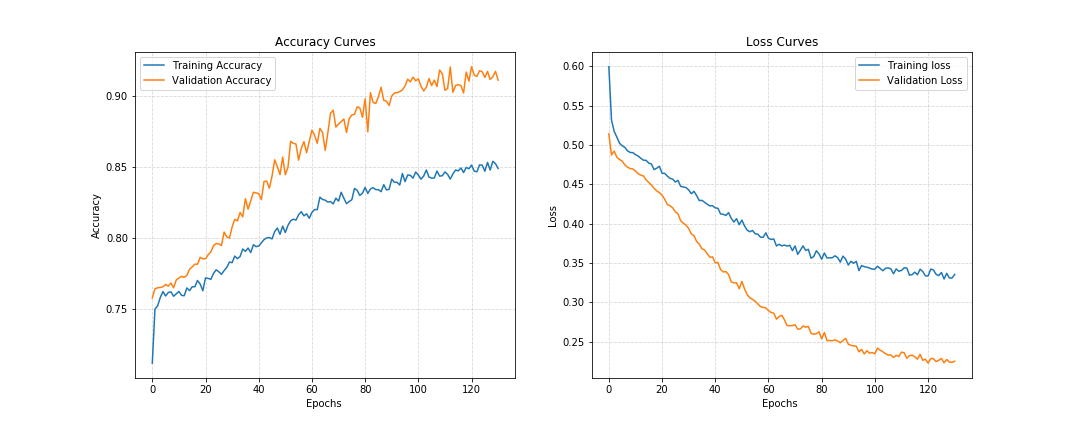 Accuracy Curves
Training Accuracy
Validation Accuracy
0.90
0.85
0.80
0.75
Accuracy
0 20 40 60 80 100 120
Epochs
Loss Curves
Training loss
Validation Loss
0.60
0.55
0.50
0.45
0.40
0.35
0.30
0.25
Loss
0 20 40 60 80 100 120
Epochs